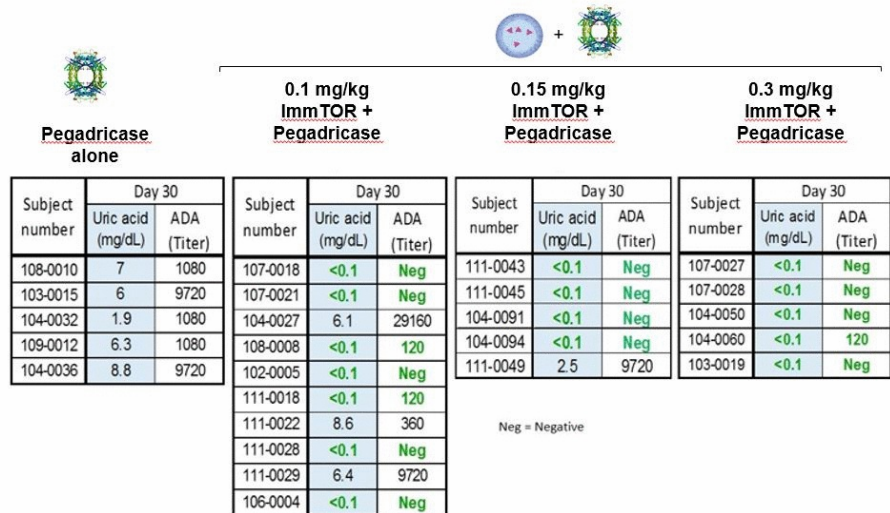 +
Pegadricase
alone
0.1 mg/kg
ImmTOR +
Pegadricase
0.15 mg/kg
ImmTOR +
Pegadricase
0.3 mg/kg
ImmTOR +
Pegadricase
Subject number Day 30
Uric acid (mg/dL) ADA (Titer)
108-0010 7 1080
103-0015 6 9720
104-0032 1.9 1080
109-0012 6.3 1080
104-0036 8.8 9720
Subject number Day 30
Uric acid (mg/dL) ADA (Titer)
107-0018 <0.1 Neg
107-0021 <0.1 Neg
104-0027 6.1 29160
108-0008 <0.1 120
102-0005 <0.1 Neg
111-0018 <0.1 120
111-0022 8.6 360
111-0028 <0.1 Neg
111-0029 6.4 9720
106-0004 <0.1 Neg
Subject number Day 30
Uric acid (mg/dL) ADA (Titer)
111-0043 <0.1 Neg
111-0045 <0.1 Neg
104-0091 <0.1 Neg
104-0094 <0.1 Neg
111-0049 2.5 9720
Subject number Day 30
Uric acid (mg/dL) ADA (Titer)
107-0027 <0.1 Neg
107-0028 <0.1 Neg
104-0050 <0.1 Neg
104-0060 <0.1 120
103-0019 <0.1 Neg
Neg = Negative